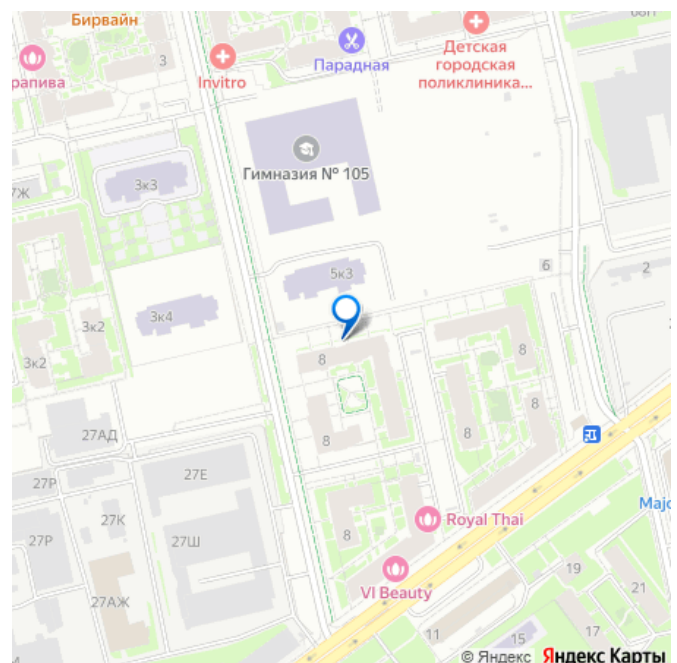 Бирвайн
3
рапива
Invitro
Парадная
Детская
городская
поликлиника...
Гимназия № 105
3к3
7Ж
5к3
6
2
3к4
3к2
3к2
8
8
8
8
8
27АД
27Р
27Е
27К
27Р
27Ш
27АЖ
Royal Thai
VI Beauty
Majo
19
21
17
15
11
© Яндекс Яндекс Карты